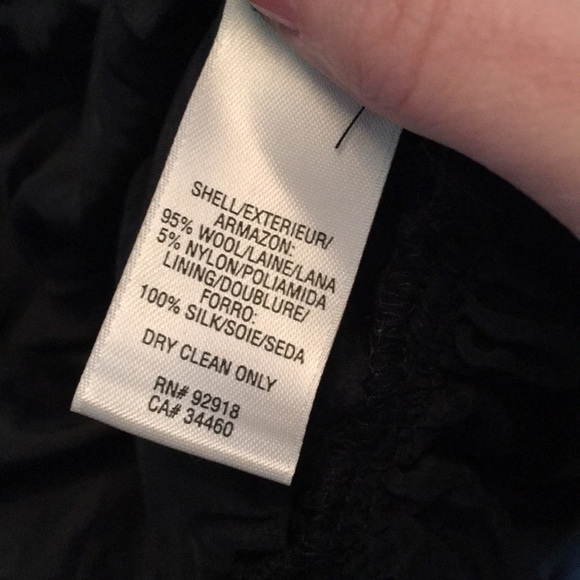 SHELL/EXTERIEUR/
ARMAZON:
95% WOOL/LAINE/LANA
5% NYLON/POLIAMIDA
LINING/DOUBLURE/
FORRO:
100% SILK/SOIE/SEDA
DRY CLEAN ONLY
RN# 92918
CA# 34460